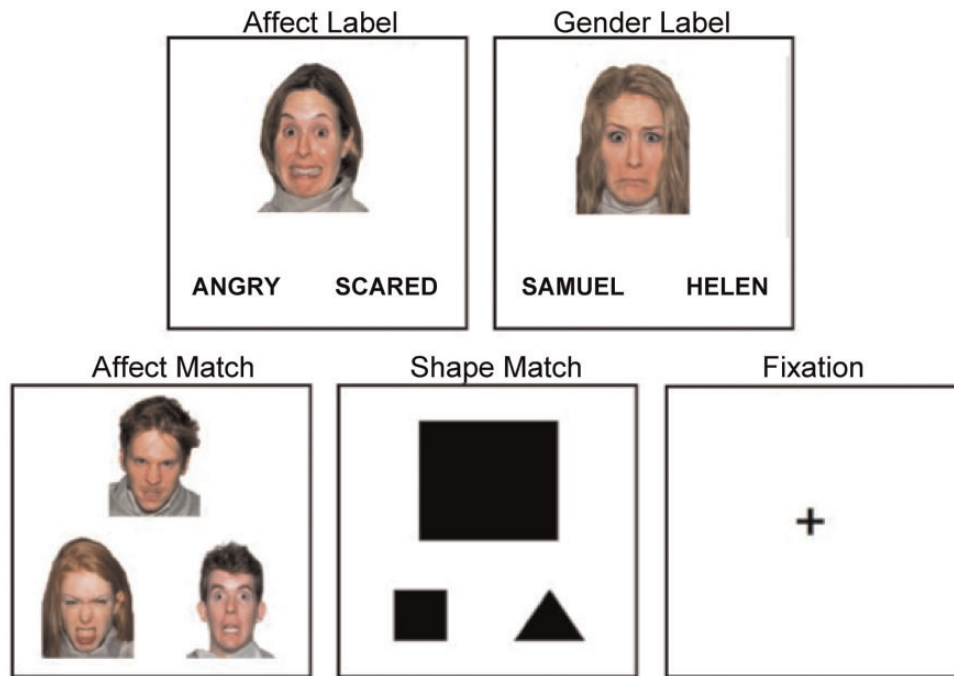 Affect Label
Gender Label
ANGRY SCARED
SAMUEL HELEN
Affect Match
Shape Match
Fixation